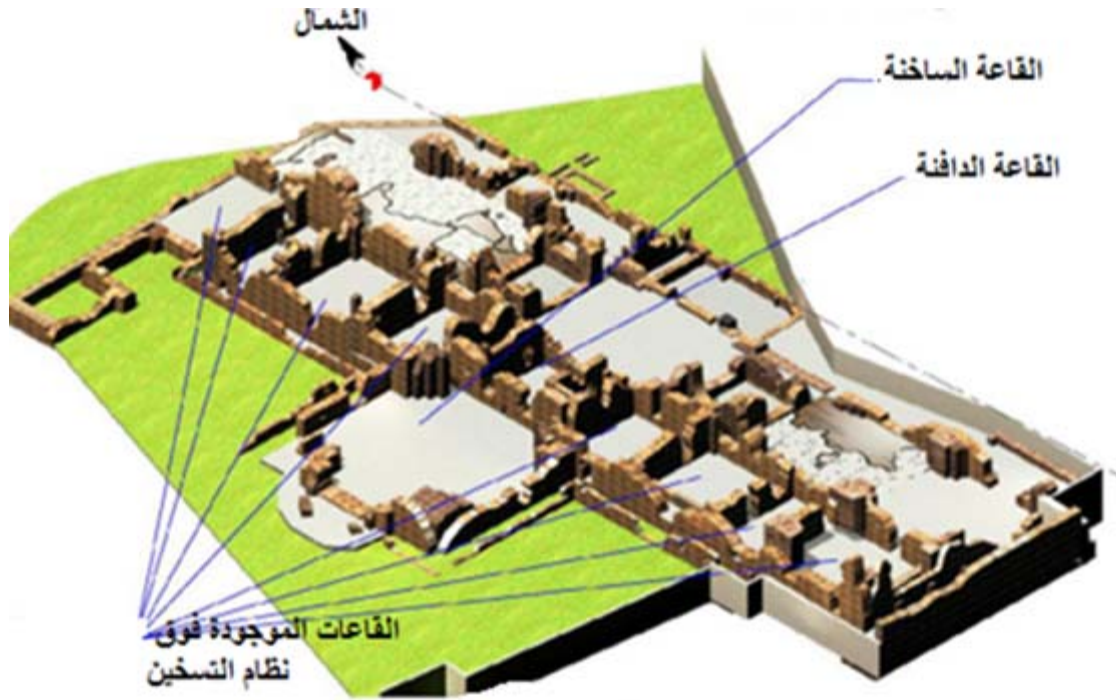 الشمال
القاعة الساخنة.
القاعة الدافئة
القاعات الموجودة فوق
نظام التسخين